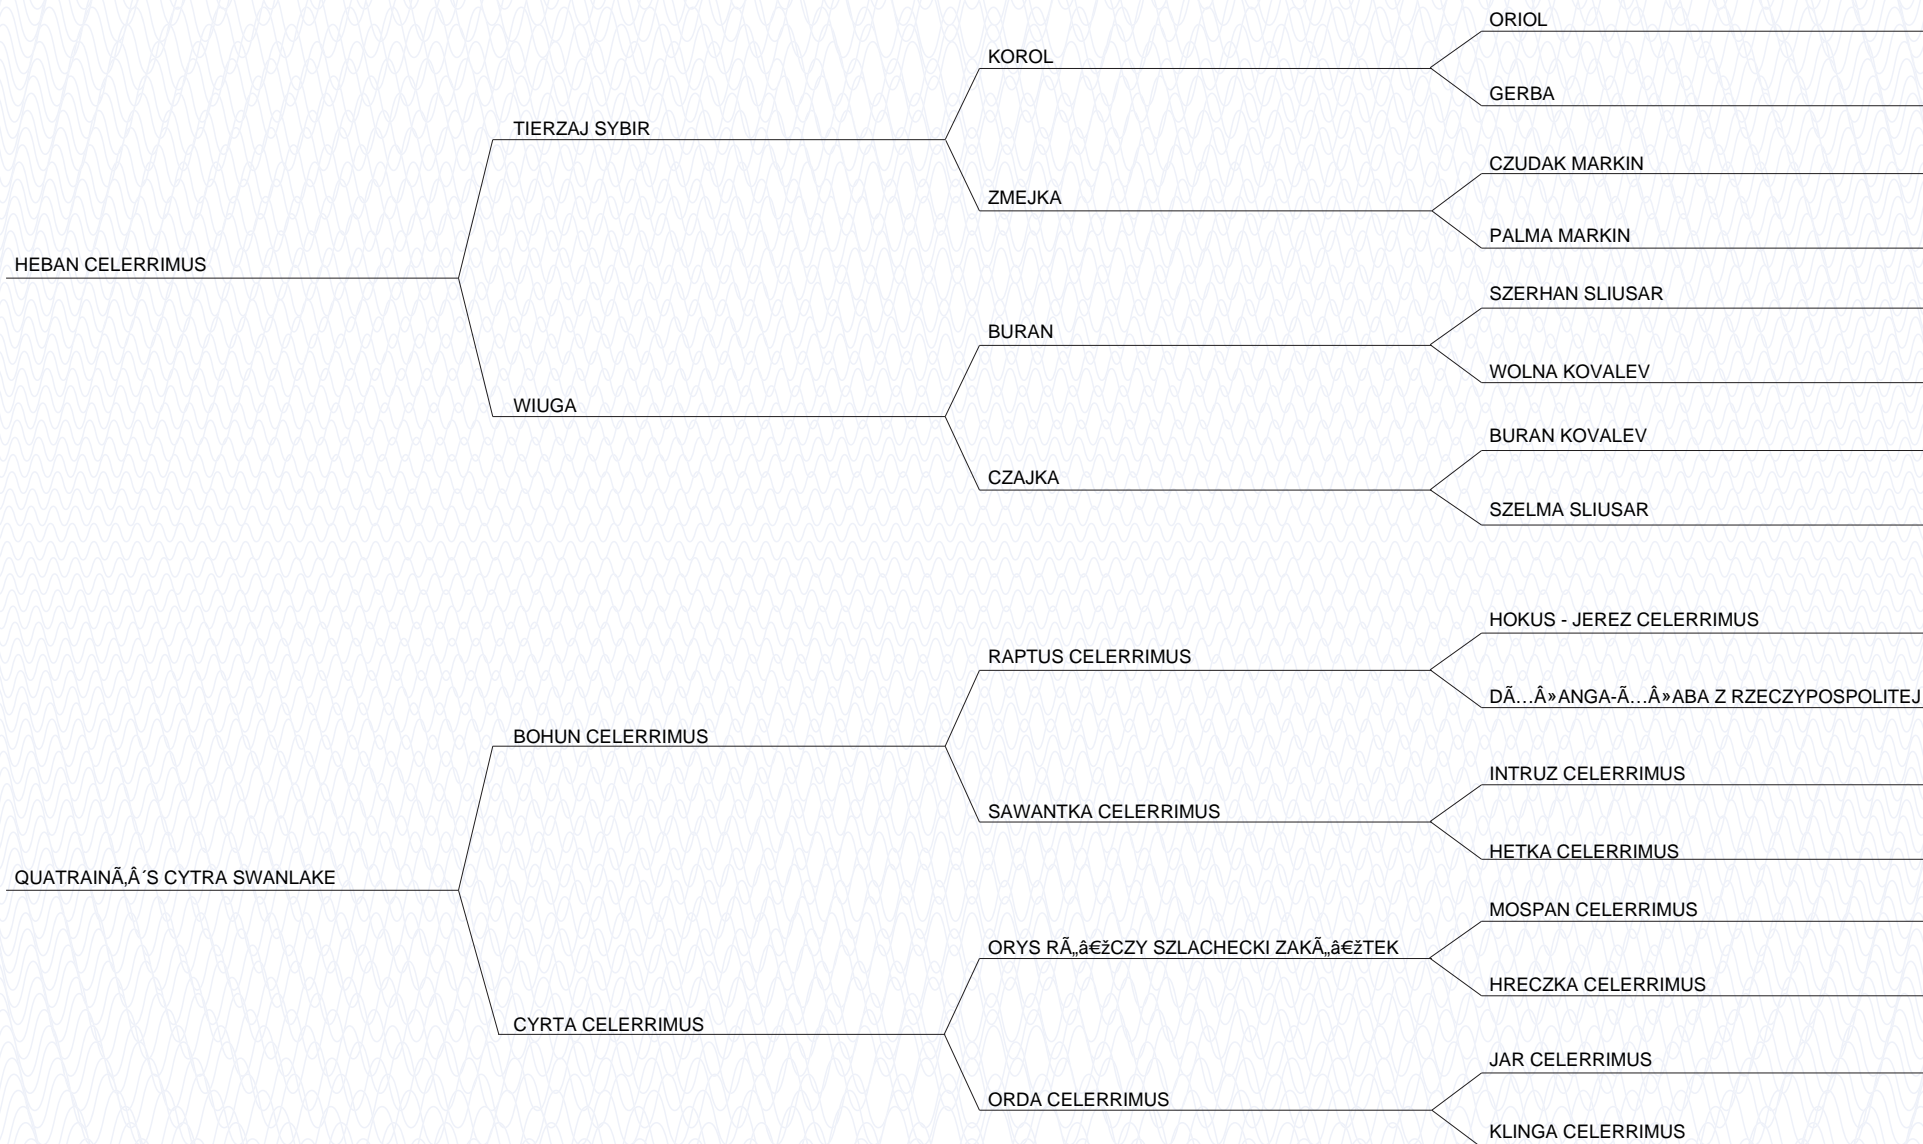 ORIOL
KOROL
GERBA
TIERZAJ SYBIR
CZUDAK MARKIN
ZMEJKA
PALMA MARKIN
HEBAN CELERRIMUS
SZERHAN SLIUSAR
BURAN
WOLNA KOVALEV
WIUGA
BURAN KOVALEV
CZAJKA
SZELMA SLIUSAR
HOKUS - JEREZ CELERRIMUS
RAPTUS CELERRIMUS
DÃ…Â»ANGA-Ã…Â»ABA Z RZECZYPOSPOLITEJ
BOHUN CELERRIMUS
INTRUZ CELERRIMUS
SAWANTKA CELERRIMUS
HETKA CELERRIMUS
QUATRAINÃ‚Â´S CYTRA SWANLAKE
MOSPAN CELERRIMUS
ORYS RÃ„â€žCZY SZLACHECKI ZAKÃ„â€žTEK
HRECZKA CELERRIMUS
CYRTA CELERRIMUS
JAR CELERRIMUS
ORDA CELERRIMUS
KLINGA CELERRIMUS